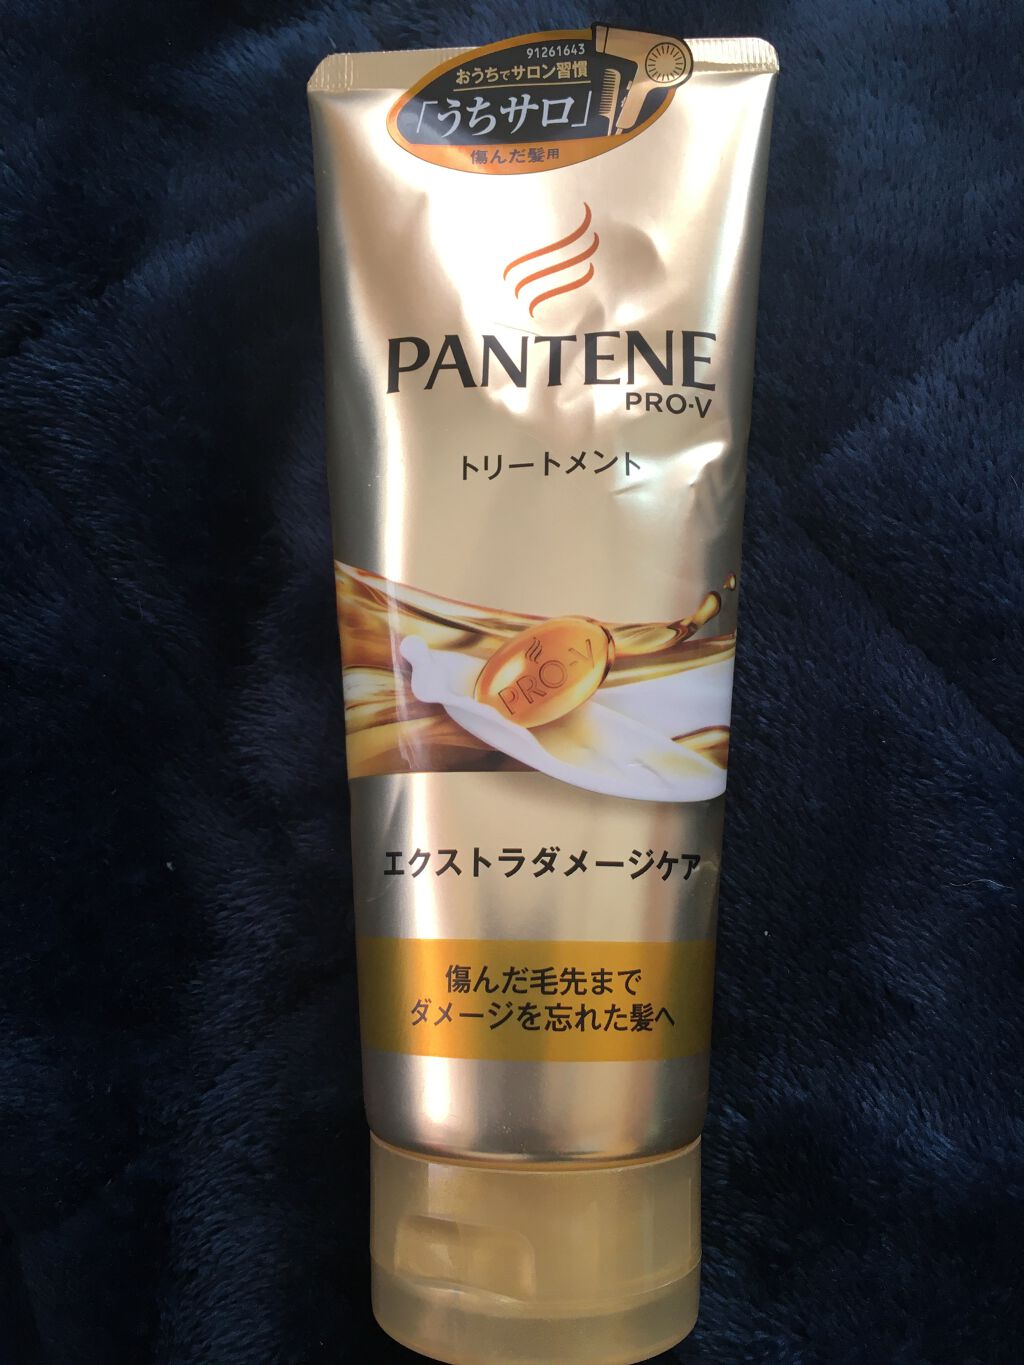 91261643
おうちでサロン習慣
「うちサロ」
傷んだ髪用
PANTENE
PRO-V
トリートメント
PRO-V
エクストラダメージケア
傷んだ毛先まで
ダメージを忘れた髪へ